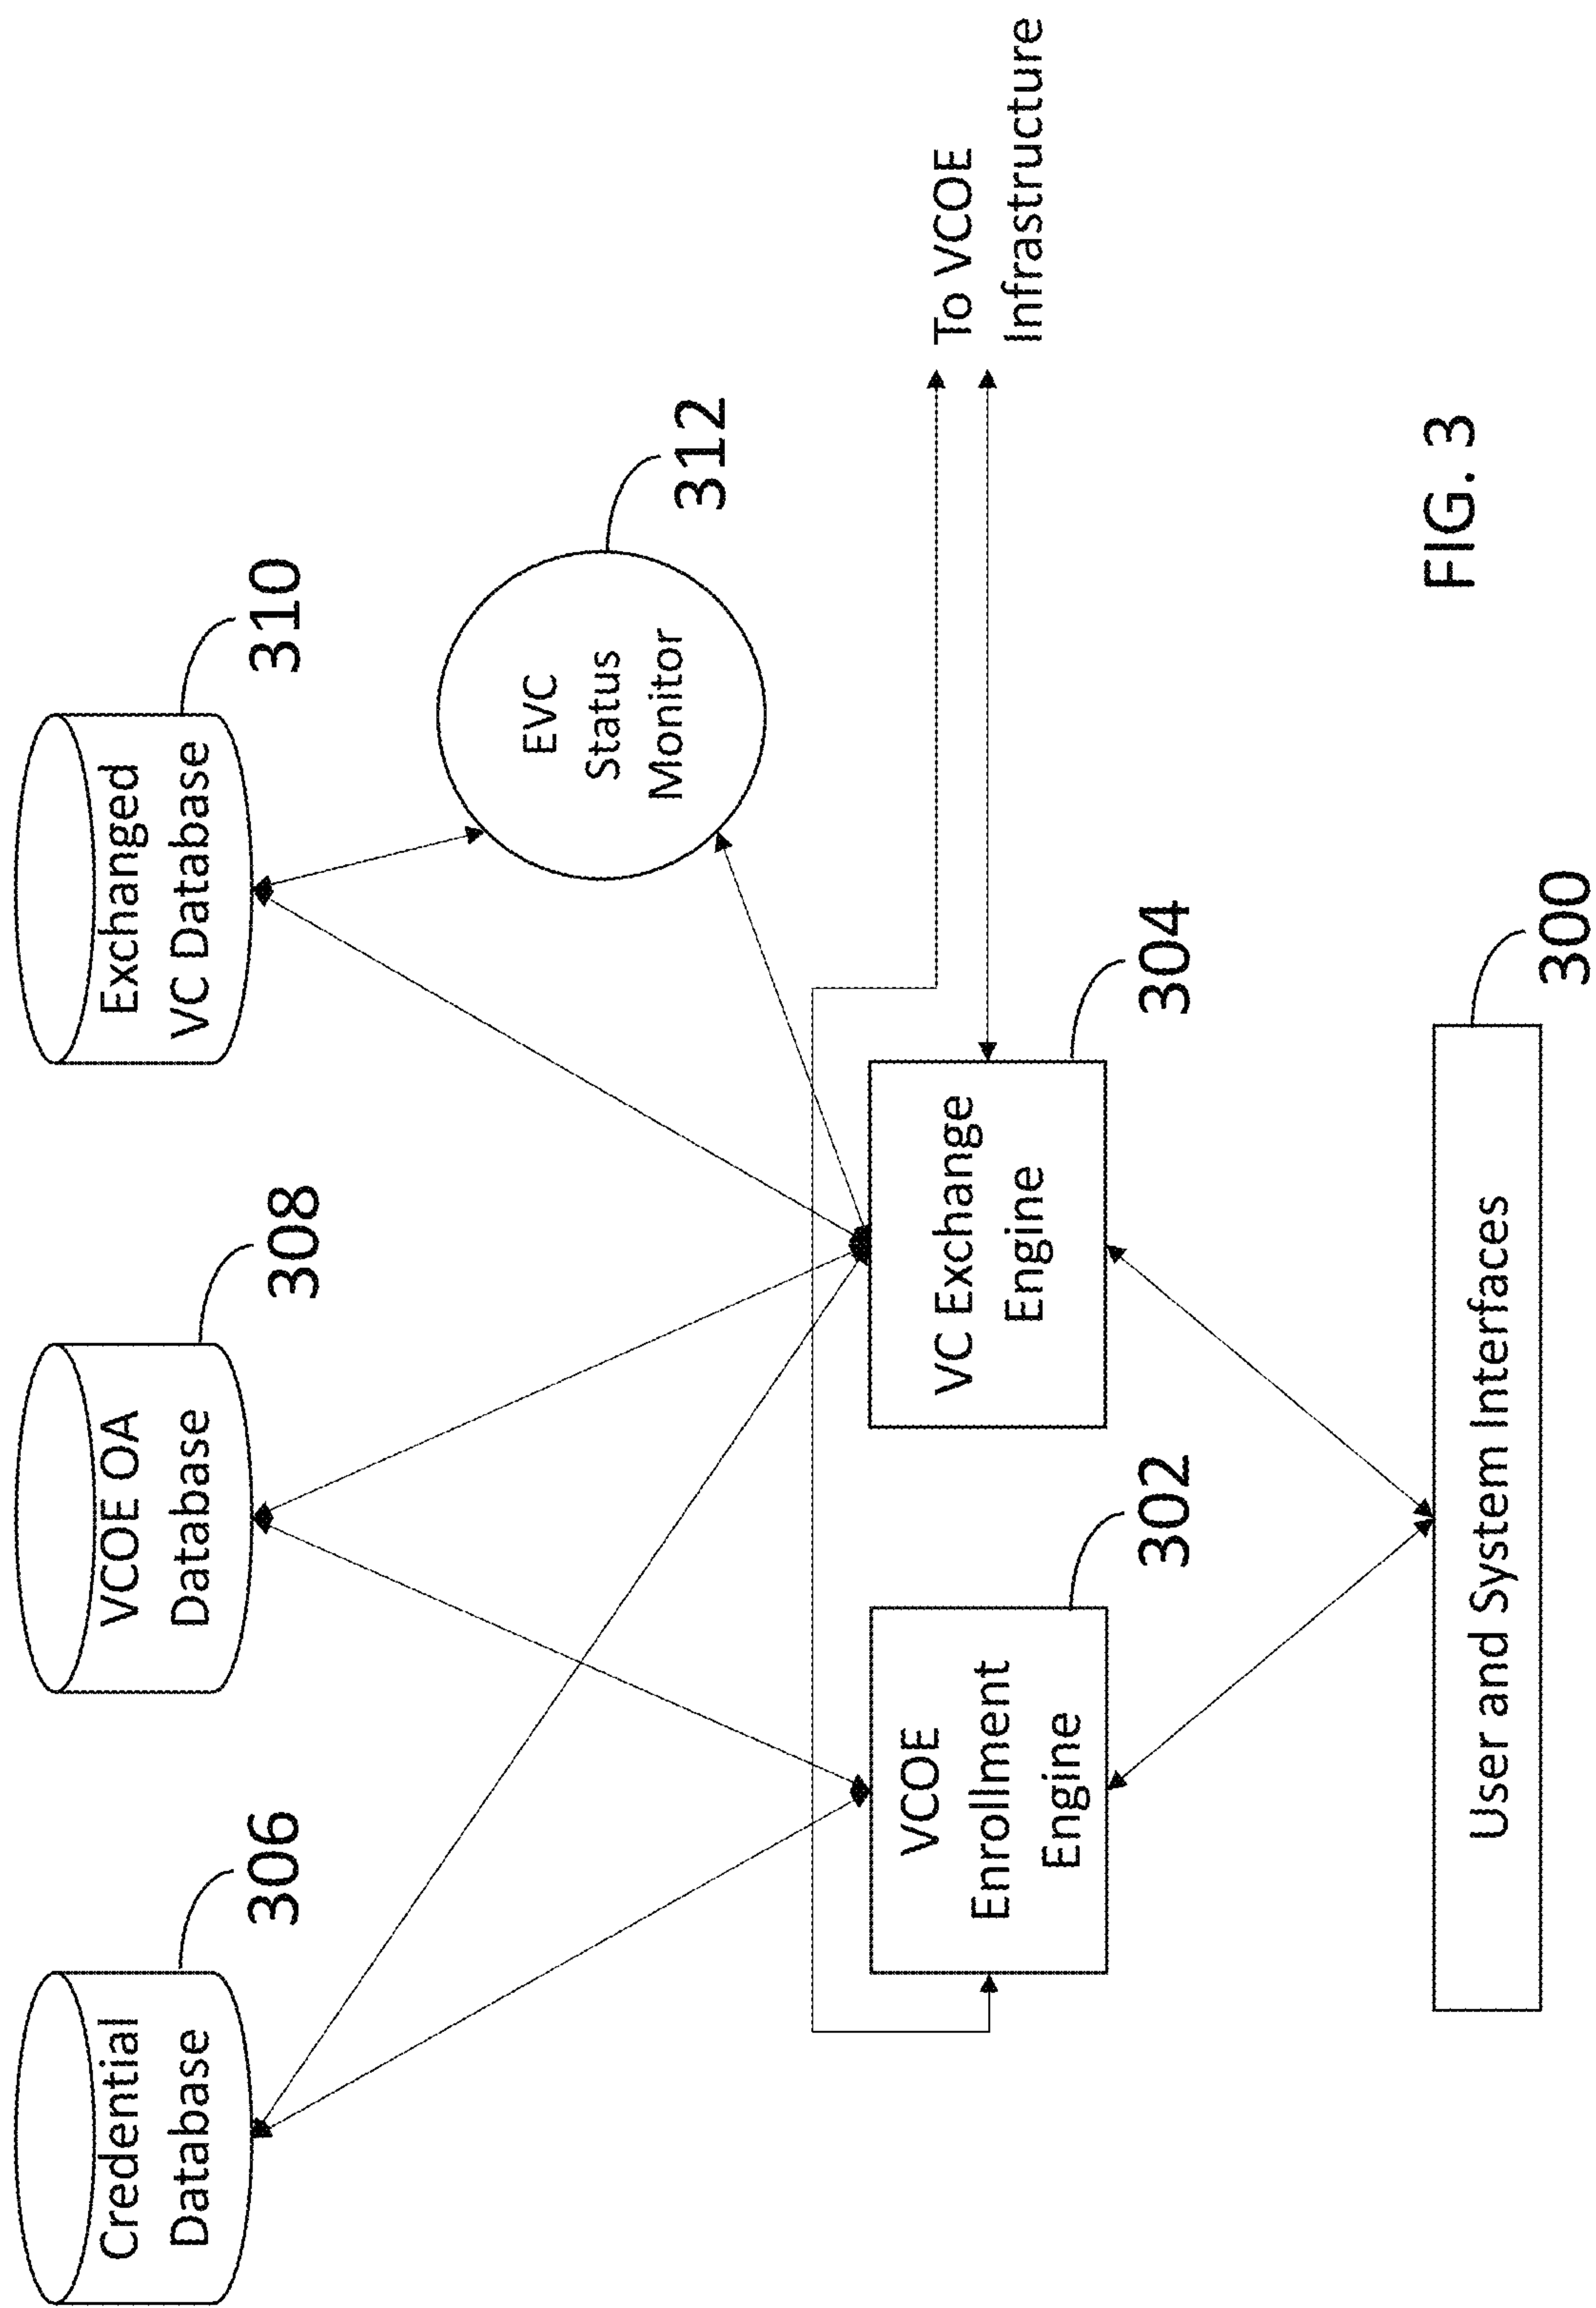 Credential
Database
306
VCOE OA
Database
308
Exchanged
VC Database
310
EVC
Status
Monitor
312
VCOE
Enrollment
Engine
302
VC Exchange
Engine
304
To VCOE
Infrastructure
User and System Interfaces
300
FIG. 3